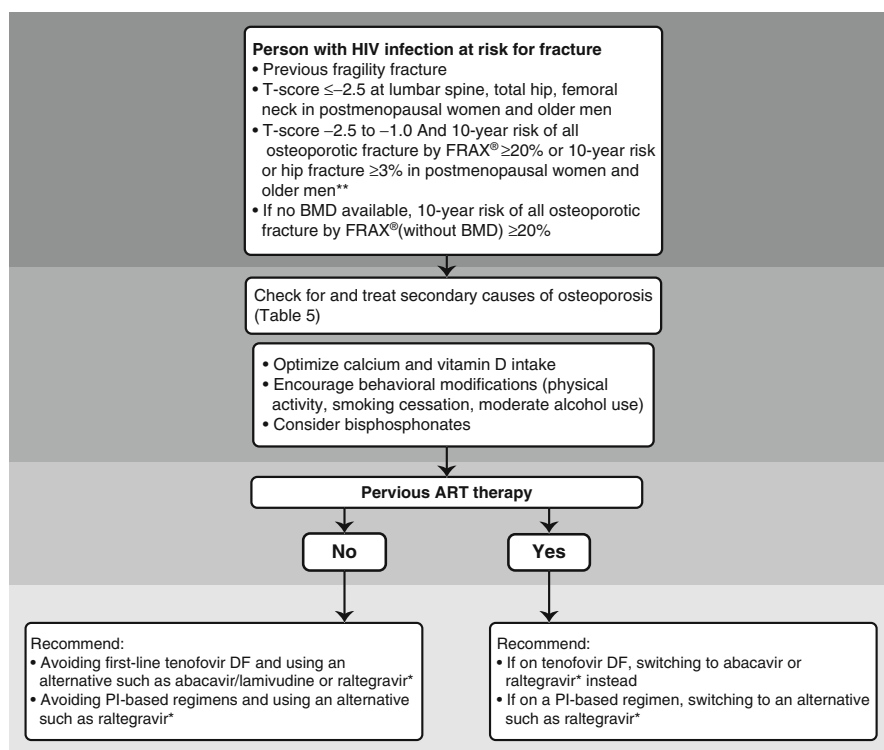 Person with HIV infection at risk for fracture
• Previous fragility fracture
• T-score ≤–2.5 at lumbar spine, total hip, femoral
neck in postmenopausal women and older men
• T-score –2.5 to –1.0 And 10-year risk of all
osteoporotic fracture by FRAX® ≥20% or 10-year risk
or hip fracture ≥3% in postmenopausal women and
older men**
• If no BMD available, 10-year risk of all osteoporotic
fracture by FRAX®(without BMD) ≥20%
Check for and treat secondary causes of osteoporosis
(Table 5)
• Optimize calcium and vitamin D intake
• Encourage behavioral modifications (physical
activity, smoking cessation, moderate alcohol use)
• Consider bisphosphonates
Pervious ART therapy
No
Yes
Recommend:
• Avoiding first-line tenofovir DF and using an
alternative such as abacavir/lamivudine or raltegravir*
• Avoiding PI-based regimens and using an alternative
such as raltegravir*
Recommend:
• If on tenofovir DF, switching to abacavir or
raltegravir* instead
• If on a PI-based regimen, switching to an alternative
such as raltegravir*